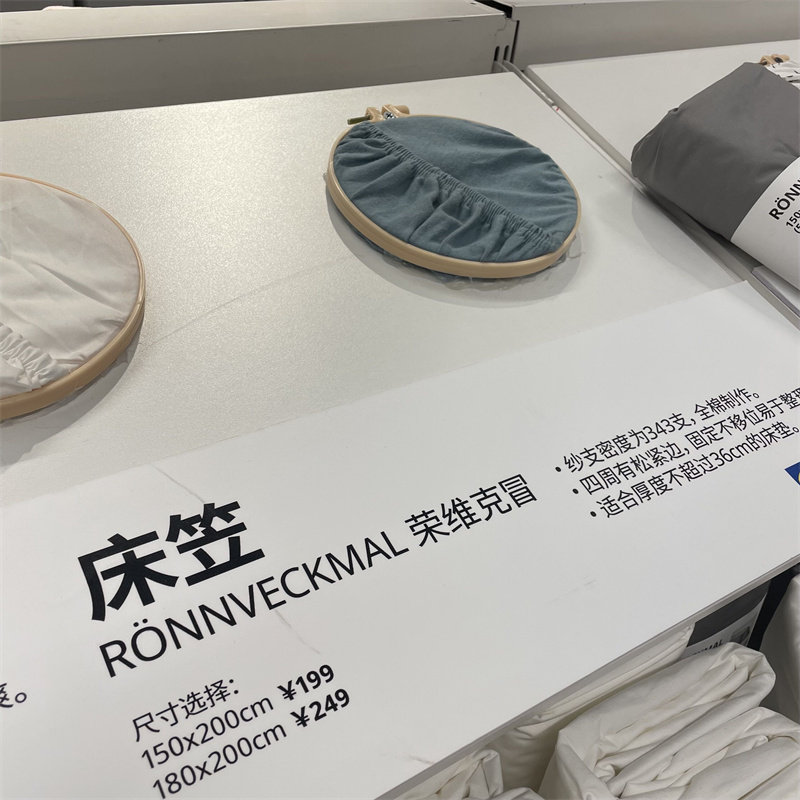 床笠
RÖNNVECKMAL 荣维克冒
尺寸选择：
150x200cm ¥199
180x200cm ¥249
• 纱支密度为343支，全棉制作。
• 四周有松紧边，固定不移位易于整
• 适合厚度不超过36cm的床垫。
RÖN
150